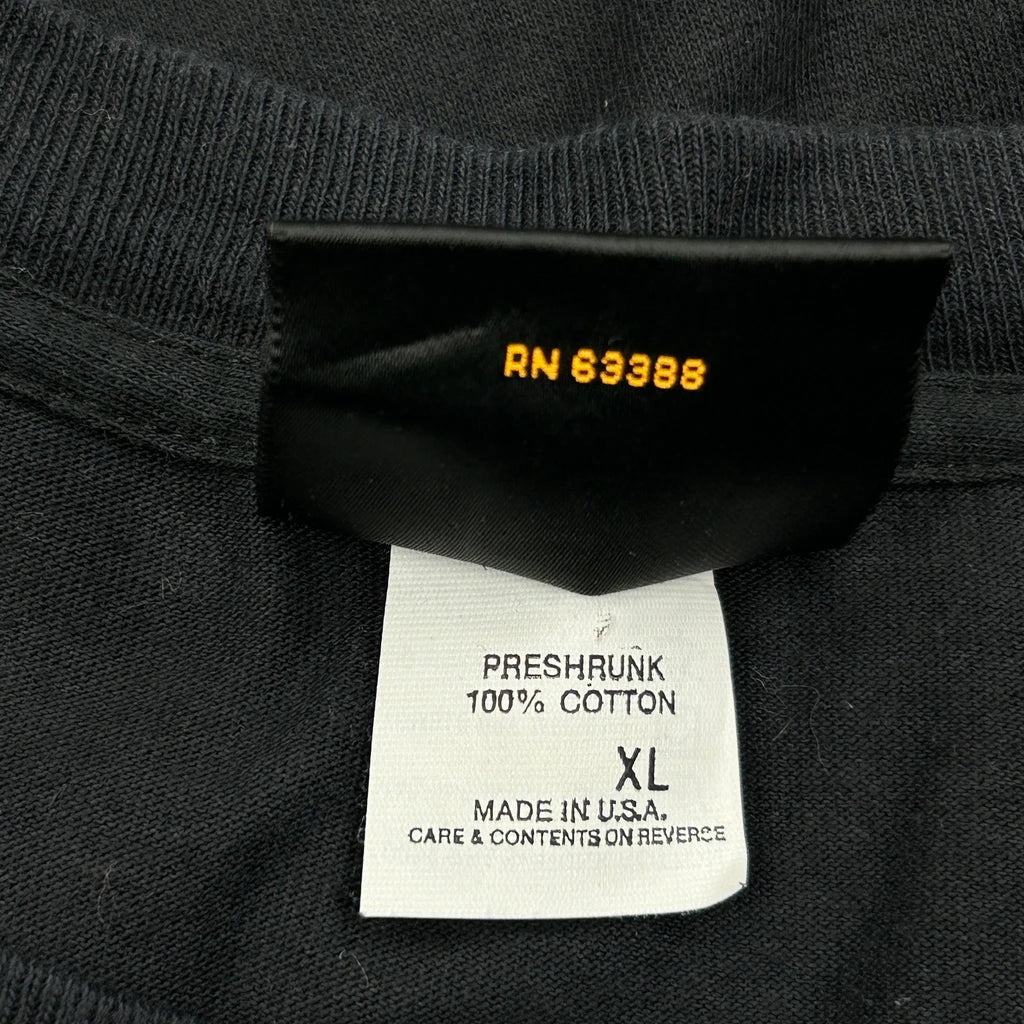 RN 63388
PRESHRUNK
100% COTTON
XL
MADE IN U.S.A.
CARE & CONTENTS ON REVERSE